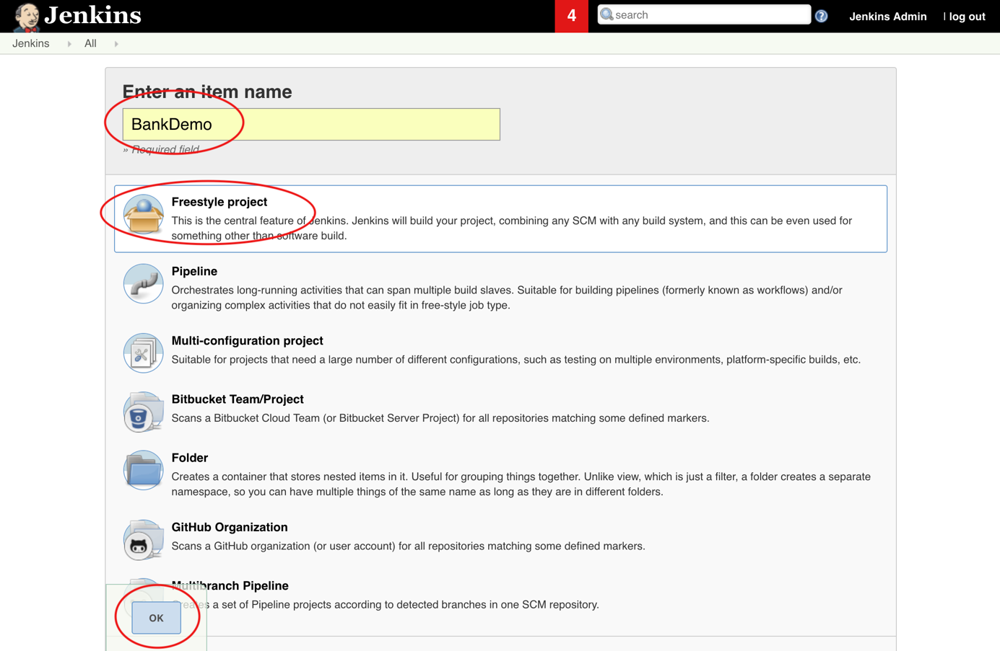 Jenkins
4
search
?
Jenkins Admin
| log out
Jenkins
All
Enter an item name
BankDemo
» Required field
Freestyle project
This is the central feature of Jenkins. Jenkins will build your project, combining any SCM with any build system, and this can be even used for
something other than software build.
Pipeline
Orchestrates long-running activities that can span multiple build slaves. Suitable for building pipelines (formerly known as workflows) and/or
organizing complex activities that do not easily fit in free-style job type.
Multi-configuration project
Suitable for projects that need a large number of different configurations, such as testing on multiple environments, platform-specific builds, etc.
Bitbucket Team/Project
Scans a Bitbucket Cloud Team (or Bitbucket Server Project) for all repositories matching some defined markers.
Folder
Creates a container that stores nested items in it. Useful for grouping things together. Unlike view, which is just a filter, a folder creates a separate
namespace, so you can have multiple things of the same name as long as they are in different folders.
GitHub Organization
Scans a GitHub organization (or user account) for all repositories matching some defined markers.
Multibranch Pipeline
Creates a set of Pipeline projects according to detected branches in one SCM repository.
OK